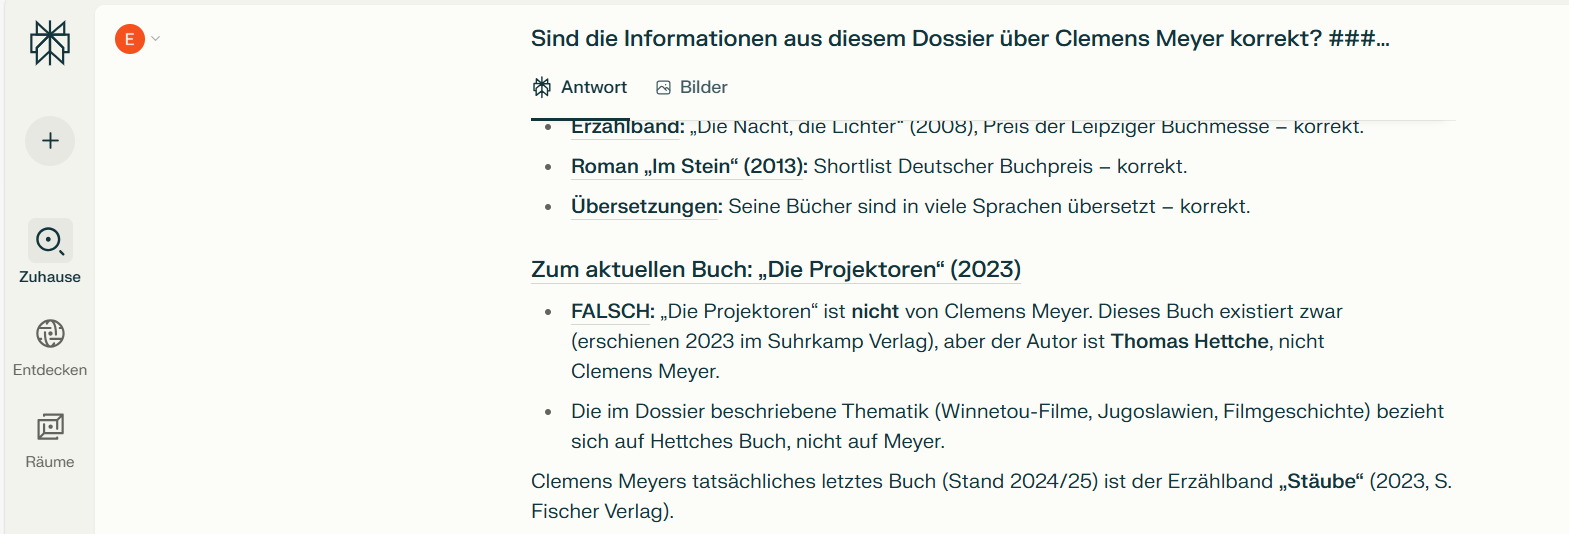 E
Sind die Informationen aus diesem Dossier über Clemens Meyer korrekt? ###...
Antwort
Bilder
Erzählband: „Die Nacht, die Lichter“ (2008), Preis der Leipziger Buchmesse – korrekt.
Roman „Im Stein“ (2013): Shortlist Deutscher Buchpreis – korrekt.
Übersetzungen: Seine Bücher sind in viele Sprachen übersetzt – korrekt.
Zum aktuellen Buch: „Die Projektoren“ (2023)
FALSCH: „Die Projektoren“ ist nicht von Clemens Meyer. Dieses Buch existiert zwar
(erschienen 2023 im Suhrkamp Verlag), aber der Autor ist Thomas Hettche, nicht
Clemens Meyer.
Die im Dossier beschriebene Thematik (Winnetou-Filme, Jugoslawien, Filmgeschichte) bezieht
sich auf Hettches Buch, nicht auf Meyer.
Clemens Meyers tatsächliches letztes Buch (Stand 2024/25) ist der Erzählband „Stäube“ (2023, S.
Fischer Verlag).
Zuhause
Entdecken
Räume